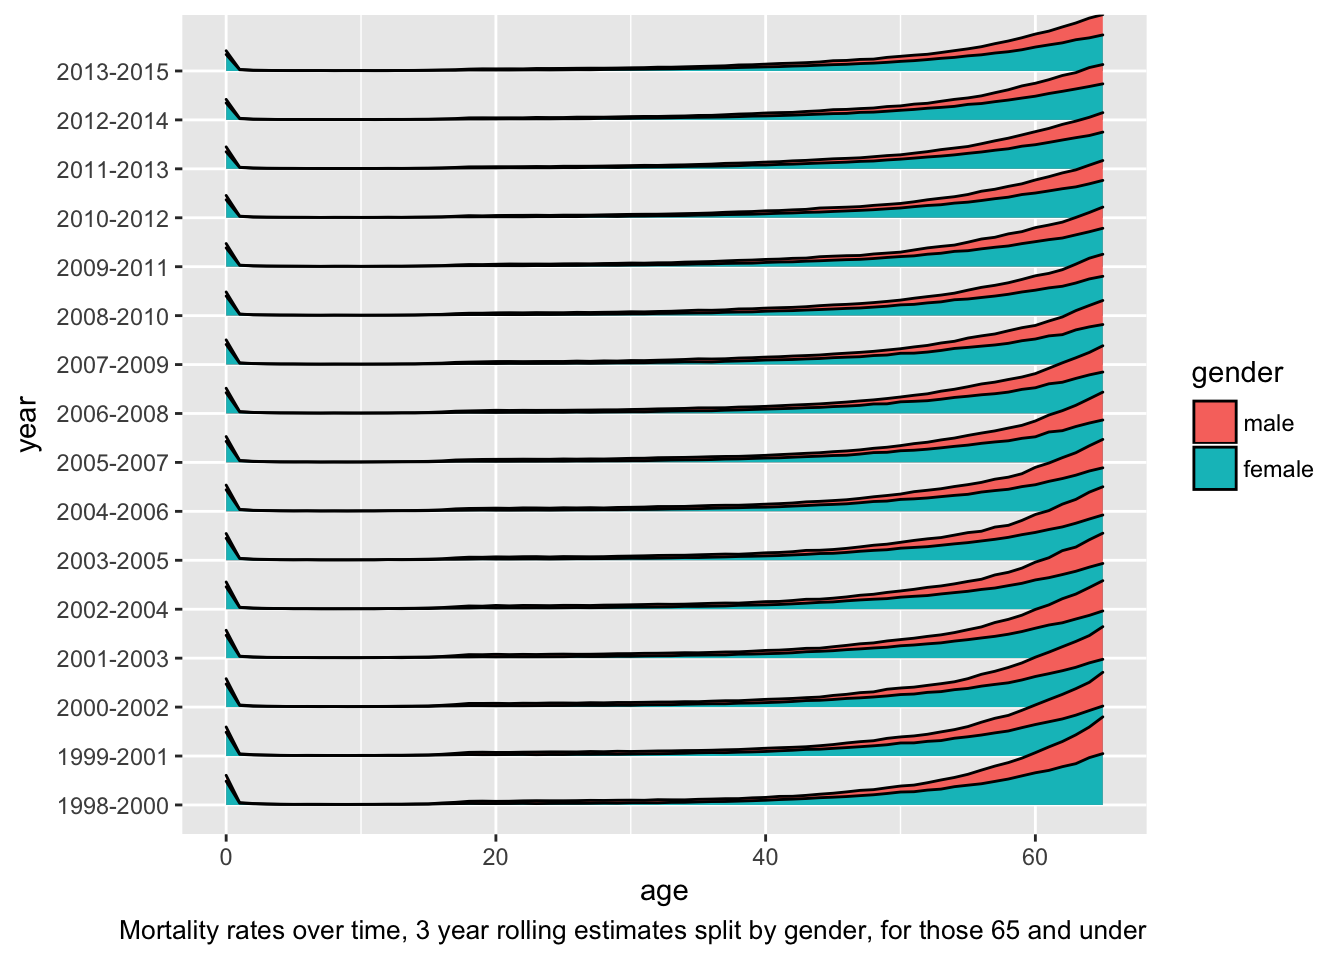 year
2013-2015
2012-2014
2011-2013
2010-2012
2009-2011
2008-2010
2007-2009
2006-2008
2005-2007
2004-2006
2003-2005
2002-2004
2001-2003
2000-2002
1999-2001
1998-2000
0 20 40 60
age
gender
male
female
Mortality rates over time, 3 year rolling estimates split by gender, for those 65 and under